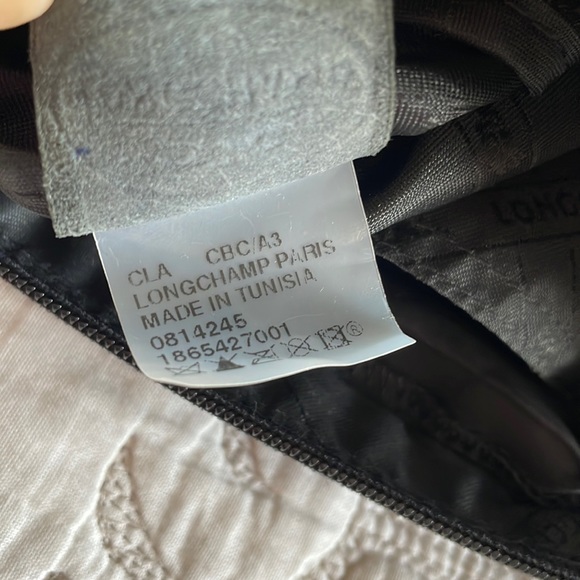 CLA CBC/A3
LONGCHAMP PARIS
MADE IN TUNISIA
0814245
1865427001